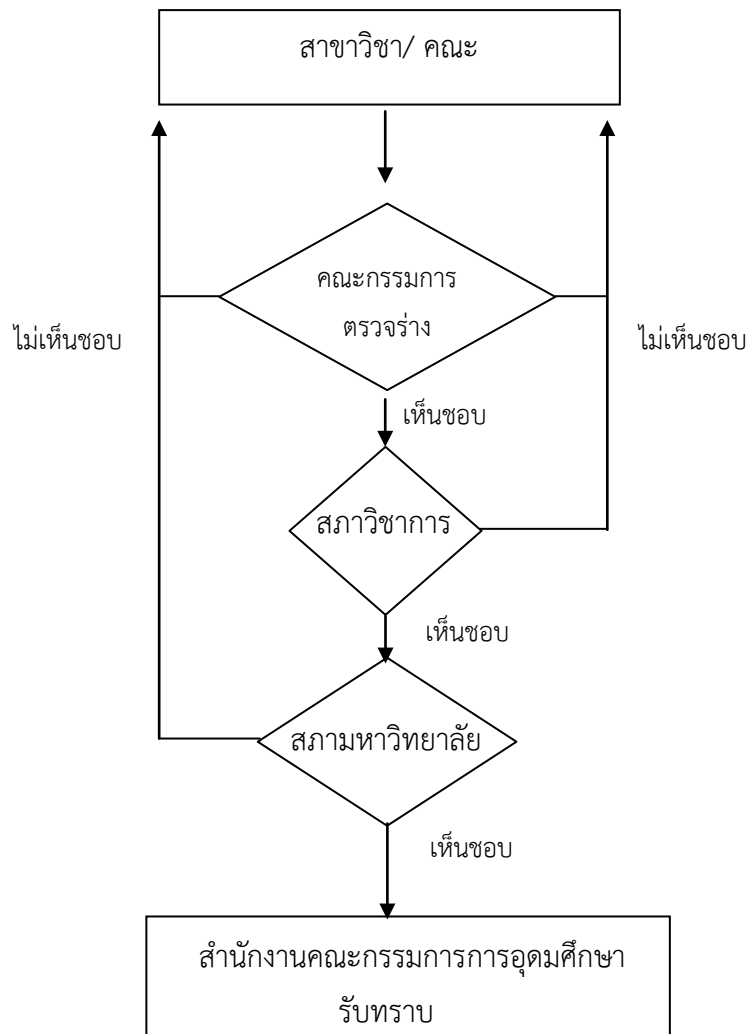 สาขาวิชา/ คณะ
คณะกรรมการ
ตรวจร่าง
ไม่เห็นชอบ
ไม่เห็นชอบ
เห็นชอบ
สภาวิชาการ
เห็นชอบ
สภามหาวิทยาลัย
เห็นชอบ
สำนักงานคณะกรรมการการอุดมศึกษา
รับทราบ